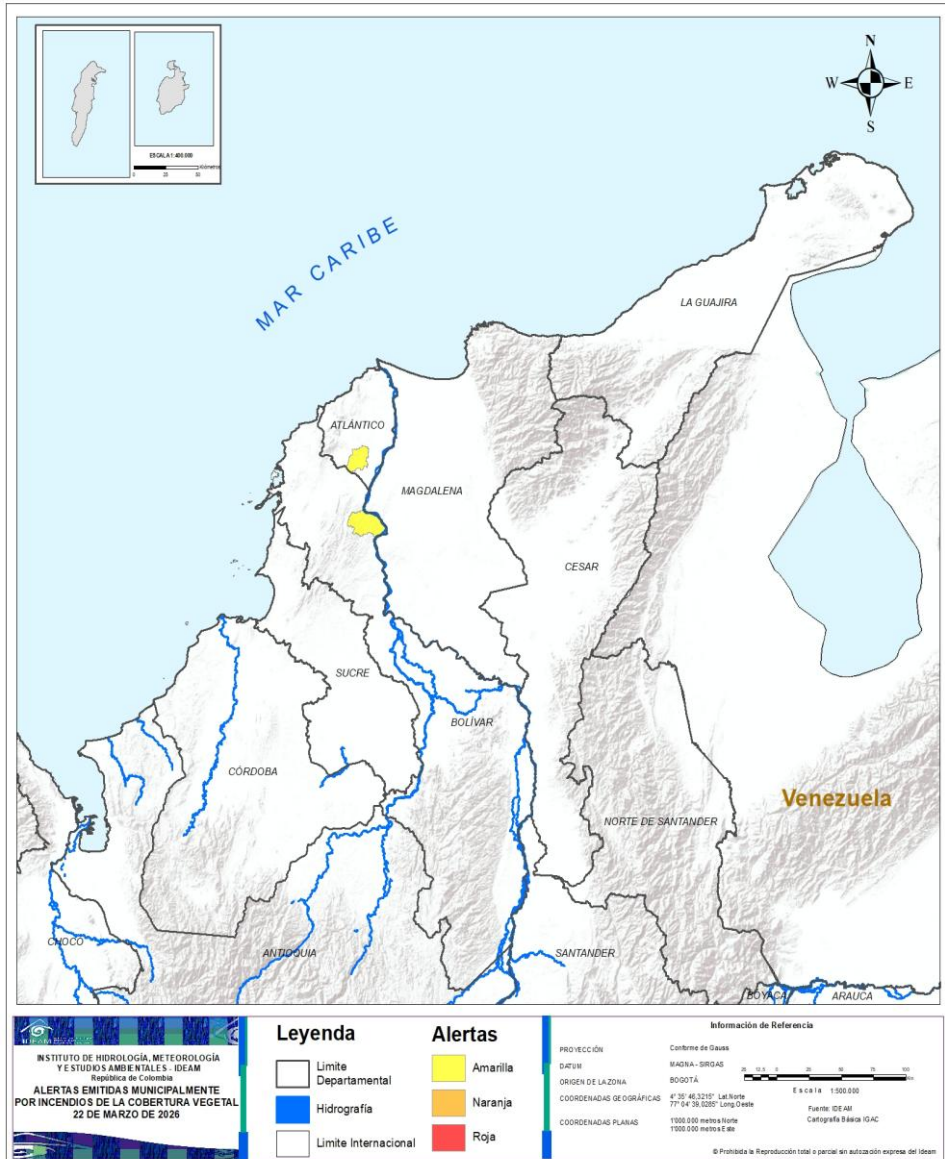 ESCALA 1: 400.000
Kilómetros
0 20 30
N
W E
S
MAR CARIBE
LA GUAJIRA
ATLÁNTICO
MAGDALENA
CESAR
SUCRE
BOLÍVAR
CÓRDOBA
Venezuela
NORTE DE SANTANDER
CHOCO
ANTIOQUIA
SANTANDER
BOYACA
ARAUCA
IDEAM
INSTITUTO DE HIDROLOGÍA, METEOROLOGÍA
Y ESTUDIOS AMBIENTALES - IDEAM
República de Colombia
ALERTAS EMITIDAS MUNICIPALMENTE
POR INCENDIOS DE LA COBERTURA VEGETAL
22 DE MARZO DE 2026
Leyenda
Limite
Departamental
Hidrografía
Limite Internacional
Alertas
Amarilla
Naranja
Roja
Información de Referencia
PROYECCIÓN Conforme de Gauss
DATUM MAGNA - SIRGAS
ORIGEN DE LA ZONA BOGOTÁ
COORDENADAS GEOGRÁFICAS 4° 35' 46,3215" Lat.Norte
77° 04' 39,0285" Long.Oeste
COORDENADAS PLANAS 1'000.000 metros Norte
1'000.000 metros Este
Escala 1:500.000
Fuente: IDEAM
Cartografía Básica IGAC
© Prohibida la Reproducción total o parcial sin autozación expresa del Ideam